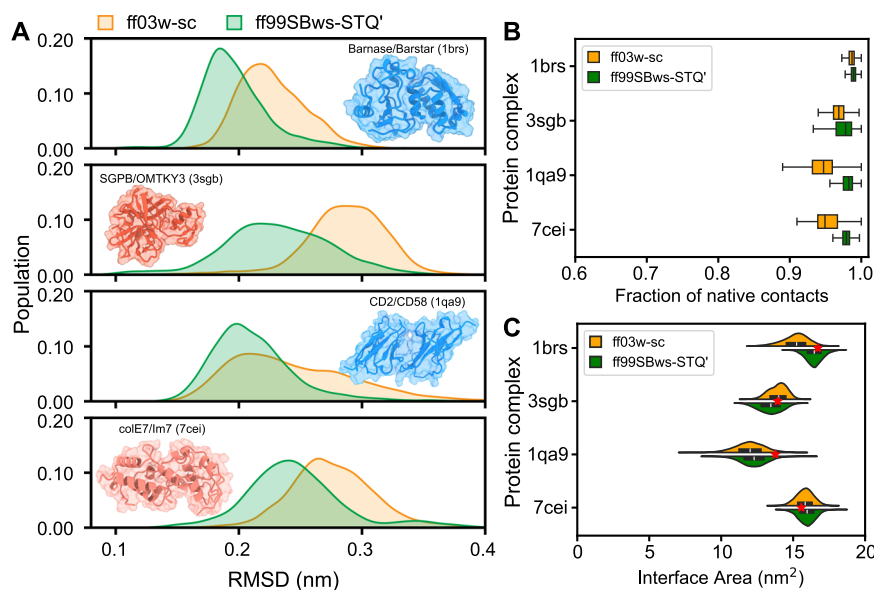 A
ff03w-sc
ff99SBws-STQ'
Population
0.20
0.10
0.00
Barnase/Barstar (1brs)
0.20
0.10
0.00
SGPB/OMTKY3 (3sgb)
0.20
0.10
0.00
CD2/CD58 (1qa9)
0.20
0.10
0.00
colE7/Im7 (7cei)
0.1
0.2
0.3
0.4
RMSD (nm)
B
ff03w-sc
ff99SBws-STQ'
Protein complex
1brs
3sgb
1qa9
7cei
0.6
0.7
0.8
0.9
1.0
Fraction of native contacts
C
ff03w-sc
ff99SBws-STQ'
Protein complex
1brs
3sgb
1qa9
7cei
0
5
10
15
20
Interface Area (nm²)